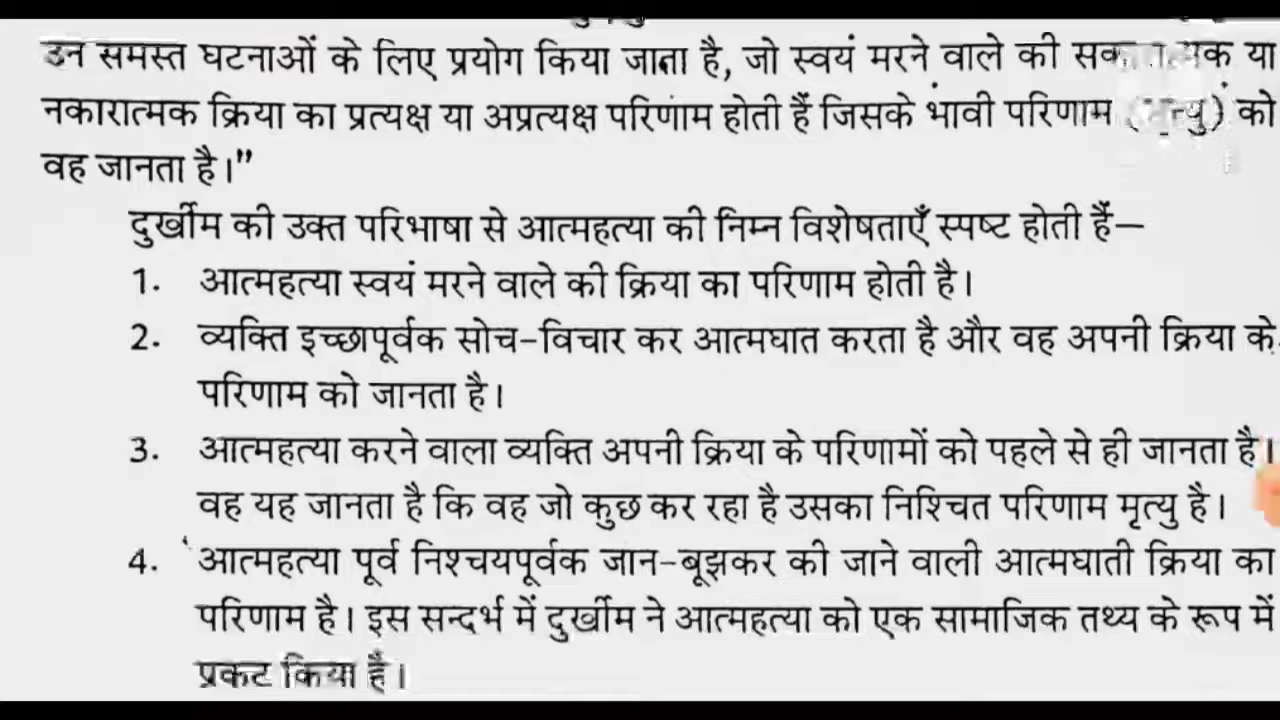 उन समस्त घटनाओं के लिए प्रयोग किया जाता है, जो स्वयं मरने वाले की या
नकारात्मक क्रिया का प्रत्यक्ष या अप्रत्यक्ष परिणाम होती हैं जिसके भावी परिणाम (मृत्यु) को
वह जानता है।”
दुर्खीम की उक्त परिभाषा से आत्महत्या की निम्न विशेषताएँ स्पष्ट होती हैं—
1. आत्महत्या स्वयं मरने वाले की क्रिया का परिणाम होती है।
2. व्यक्ति इच्छापूर्वक सोच-विचार कर आत्मघात करता है और वह अपनी क्रिया के
परिणाम को जानता है।
3. आत्महत्या करने वाला व्यक्ति अपनी क्रिया के परिणामों को पहले से ही जानता है।
वह यह जानता है कि वह जो कुछ कर रहा है उसका निश्चित परिणाम मृत्यु है।
4. आत्महत्या पूर्व निश्चयपूर्वक जान-बूझकर की जाने वाली आत्मघाती क्रिया का
परिणाम है। इस सन्दर्भ में दुर्खीम ने आत्महत्या को एक सामाजिक तथ्य के रूप में
प्रकट किया है।